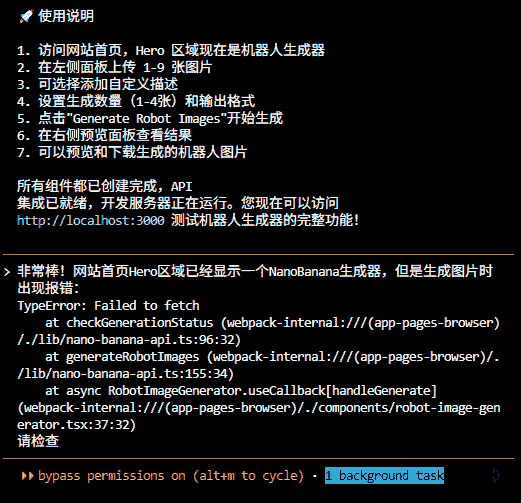 🚀 使用说明
1. 访问网站首页，Hero 区域现在是机器人生成器
2. 在左侧面板上传 1-9 张图片
3. 可选择添加自定义描述
4. 设置生成数量（1-4张）和输出格式
5. 点击"Generate Robot Images"开始生成
6. 在右侧预览面板查看结果
7. 可以预览和下载生成的机器人图片
所有组件都已创建完成，API
集成已就绪，开发服务器正在运行。您现在可以访问
http://localhost:3000 测试机器人生成器的完整功能！
> 非常棒！网站首页Hero区域已经显示一个NanoBanana生成器，但是生成图片时
出现报错：
TypeError: Failed to fetch
at checkGenerationStatus (webpack-internal:///(app-pages-browser)
/./lib/nano-banana-api.ts:96:32)
at generateRobotImages (webpack-internal:///(app-pages-browser)/.
/lib/nano-banana-api.ts:155:34)
at async RobotImageGenerator.useCallback[handleGenerate]
(webpack-internal:///(app-pages-browser)/./components/robot-image-gen
erator.tsx:37:32)
请检查
⏵⏵ bypass permissions on (alt+m to cycle) · 1 background task